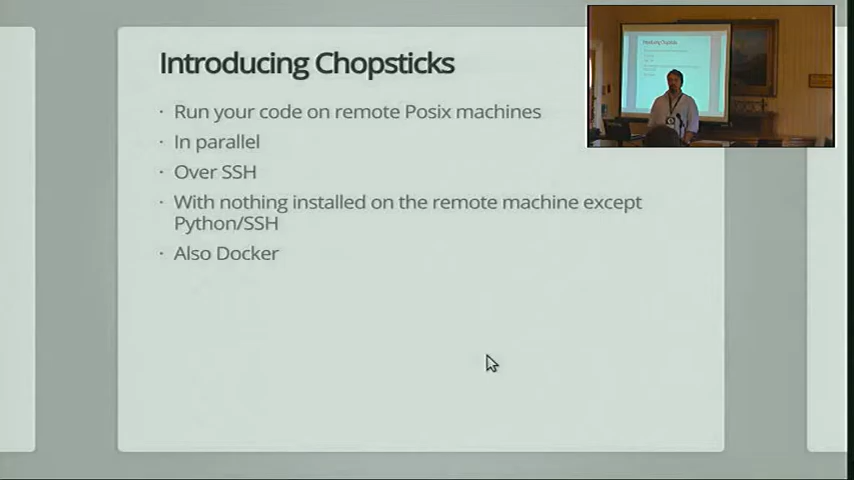 Introducing Chopsticks
· Run your code on remote Posix machines
· In parallel
· Over SSH
· With nothing installed on the remote machine except
Python/SSH
· Also Docker